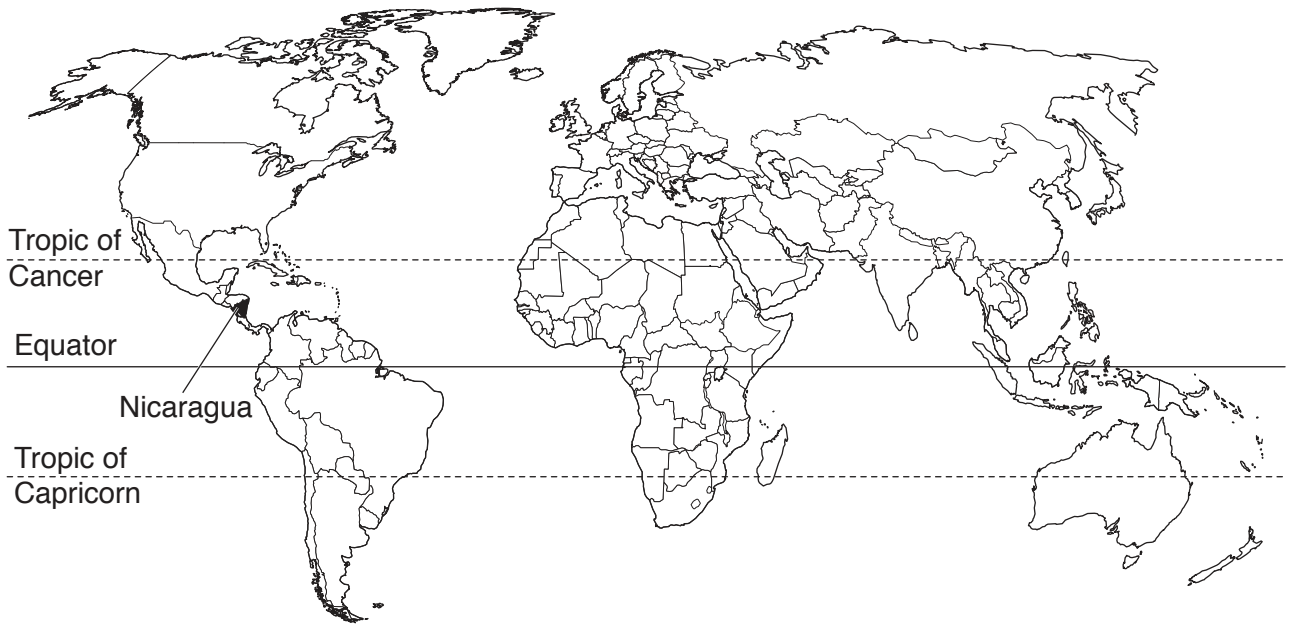 Tropic of
Cancer
Equator
Nicaragua
Tropic of
Capricorn